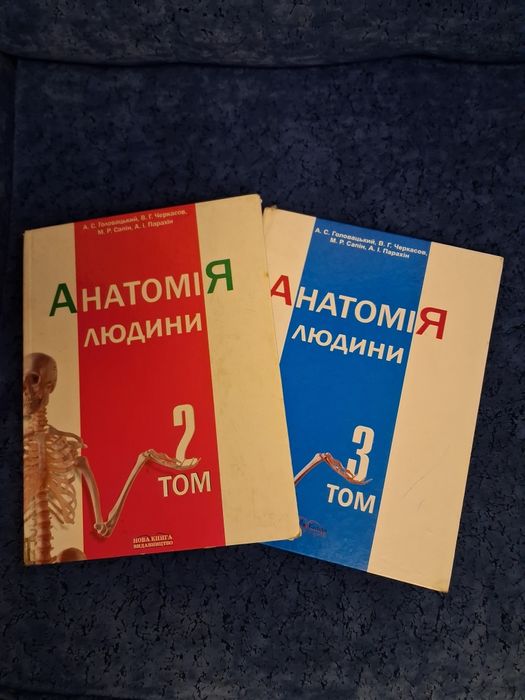 А. С. Головацький, В. Г. Черкасов,
М. Р. Сапін, А. І. Парахін
АНАТОМІЯ
ЛЮДИНИ
2
ТОМ
НОВА КНИГА
ВИДАВНИЦТВО
А. С. Головацький, В. Г. Черкасов,
М. Р. Сапін, А. І. Парахін
АНАТОМІЯ
ЛЮДИНИ
3
ТОМ